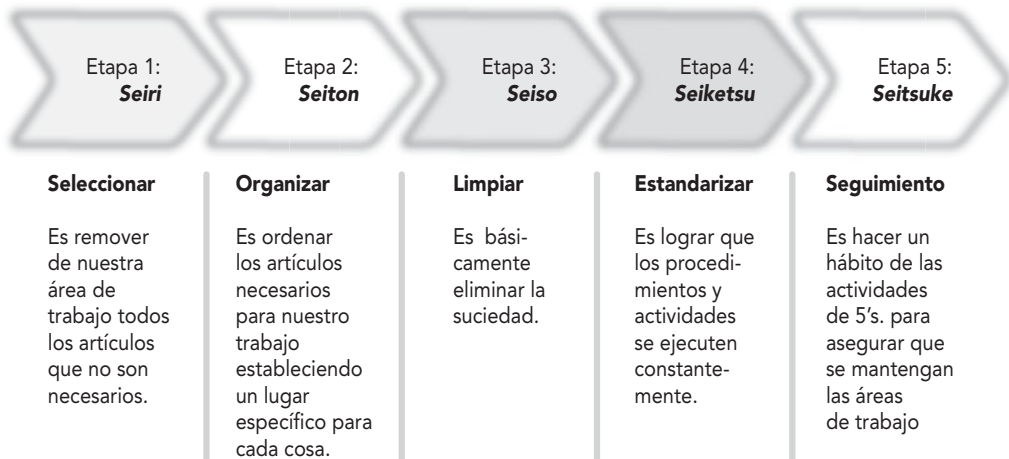 Etapa 1:
Seiri
Etapa 2:
Seiton
Etapa 3:
Seiso
Etapa 4:
Seiketsu
Etapa 5:
Seitsuke
Seleccionar
Es remover
de nuestra
área de
trabajo todos
los artículos
que no son
necesarios.
Organizar
Es ordenar
los artículos
necesarios
para nuestro
trabajo
estableciendo
un lugar
específico para
cada cosa.
Limpiar
Es bási-
camente
eliminar la
suciedad.
Estandarizar
Es lograr que
los procedi-
mientos y
actividades
se ejecuten
constante-
mente.
Seguimiento
Es hacer un
hábito de las
actividades
de 5’s. para
asegurar que
se mantengan
las áreas
de trabajo